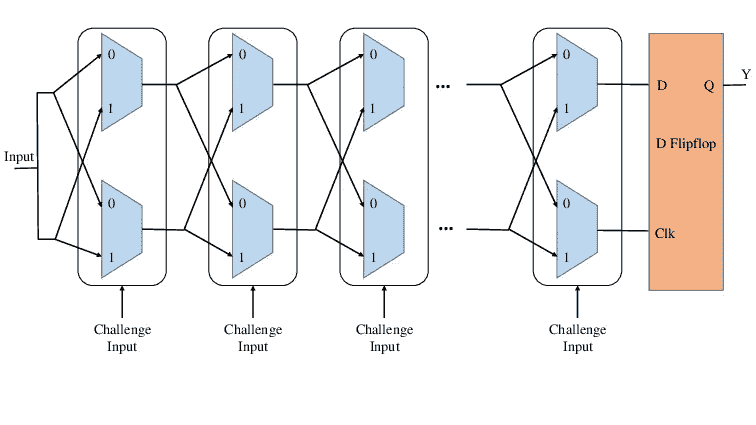 0
0
0
0
1
1
1
1
D
Q
Y
D Flipflop
Input
0
0
0
0
1
1
1
1
Clk
...
...
Challenge
Input
Challenge
Input
Challenge
Input
Challenge
Input